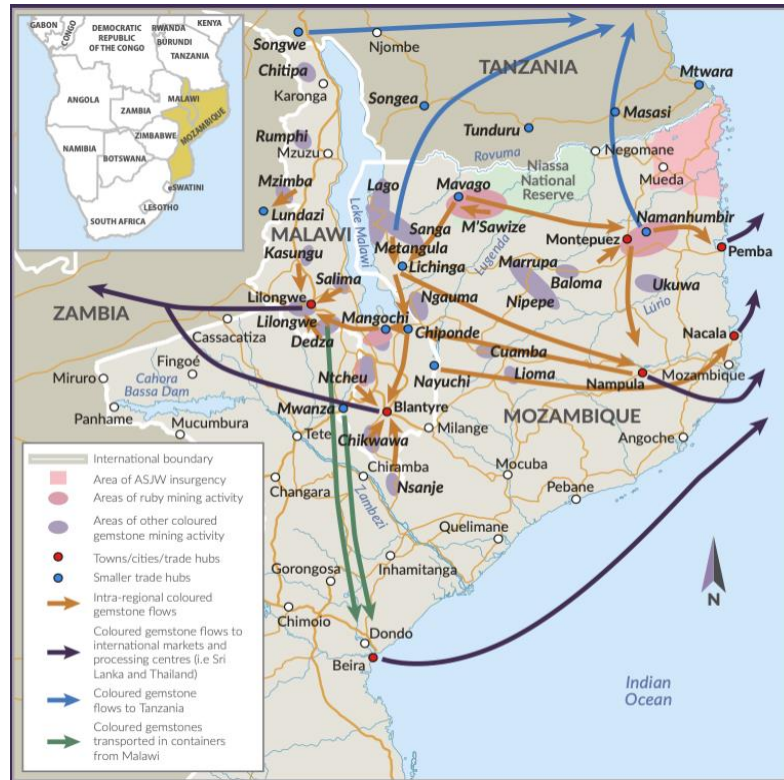 GABON
CONGO
DEMOCRATIC
REPUBLIC
OF THE CONGO
RWANDA
BURUNDI
KENYA
TANZANIA
ANGOLA
ZAMBIA
MALAWI
MOZAMBIQUE
ZIMBABWE
NAMIBIA
BOTSWANA
eSWATINI
LESOTHO
SOUTH AFRICA
Songwe
Njombe
Chitipa
Karonga
TANZANIA
Mtwara
Songea
Masasi
Tunduru
Rumphi
Mzuzu
Rovuma
Negomane
Niassa
National
Reserve
Mueda
Mzimba
Lundazi
Lago
Mavago
Lake Malawi
MALAWI
Sanga
M'Sawize
Namanhumbir
Metangula
Lugenda
Montepuez
Pemba
Kasungu
Lichinga
Marrupa
Salima
Baloma
Ukuwa
Lilongwe
Ngauma
Nipepe
Lúrio
ZAMBIA
Mangochi
Lilongwe
Chiponde
Nacala
Cassacatiza
Dedza
Cuamba
Fingoé
Ntcheu
Nayuchi
Lioma
Mozambique
Miruro
Cahora
Bassa Dam
Nampula
Mwanza
Blantyre
MOZAMBIQUE
Panhame
Mucumbura
Tete
Milange
Angoche
Chikwawa
Chiramba
Mocuba
Changara
Zambezi
Nsanje
Pebane
Quelimane
Inhamitanga
Gorongosa
Chimoio
Dondo
Beira
Indian
Ocean
N
International boundary
Area of ASJW insurgency
Areas of ruby mining activity
Areas of other coloured
gemstone mining activity
Towns/cities/trade hubs
Smaller trade hubs
Intra-regional coloured
gemstone flows
Coloured gemstone flows to
international markets and
processing centres (i.e Sri
Lanka and Thailand)
Coloured gemstone
flows to Tanzania
Coloured gemstones
transported in containers
from Malawi